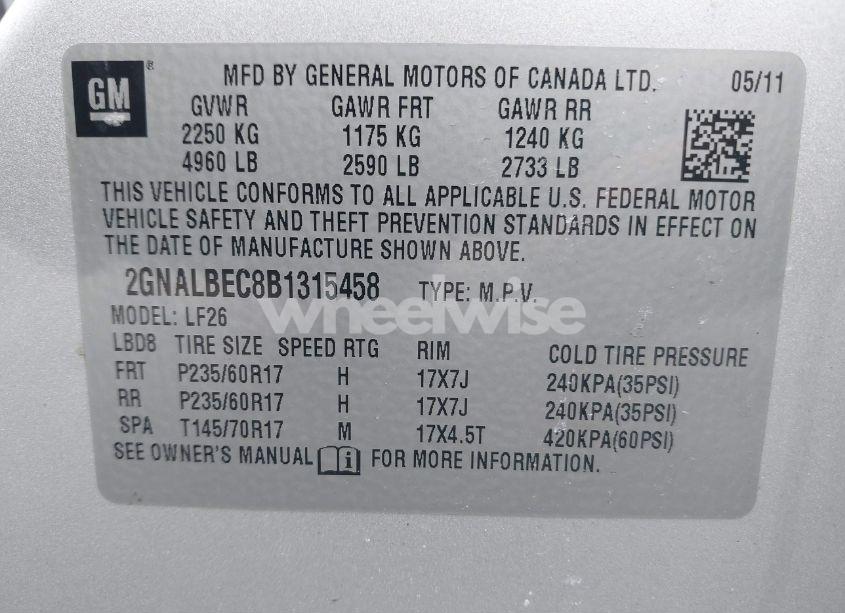 GM ®
MFD BY GENERAL MOTORS OF CANADA LTD. 05/11
GVWR GAWR FRT GAWR RR
2250 KG 1175 KG 1240 KG
4960 LB 2590 LB 2733 LB
THIS VEHICLE CONFORMS TO ALL APPLICABLE U.S. FEDERAL MOTOR
VEHICLE SAFETY AND THEFT PREVENTION STANDARDS IN EFFECT ON
THE DATE OF MANUFACTURE SHOWN ABOVE.
2GNALBEC8B1315458 TYPE: M.P.V.
wheelwise
MODEL: LF26
LBD8 TIRE SIZE SPEED RTG RIM COLD TIRE PRESSURE
FRT P235/60R17 H 17X7J 240KPA(35PSI)
RR P235/60R17 H 17X7J 240KPA(35PSI)
SPA T145/70R17 M 17X4.5T 420KPA(60PSI)
SEE OWNER'S MANUAL i FOR MORE INFORMATION.